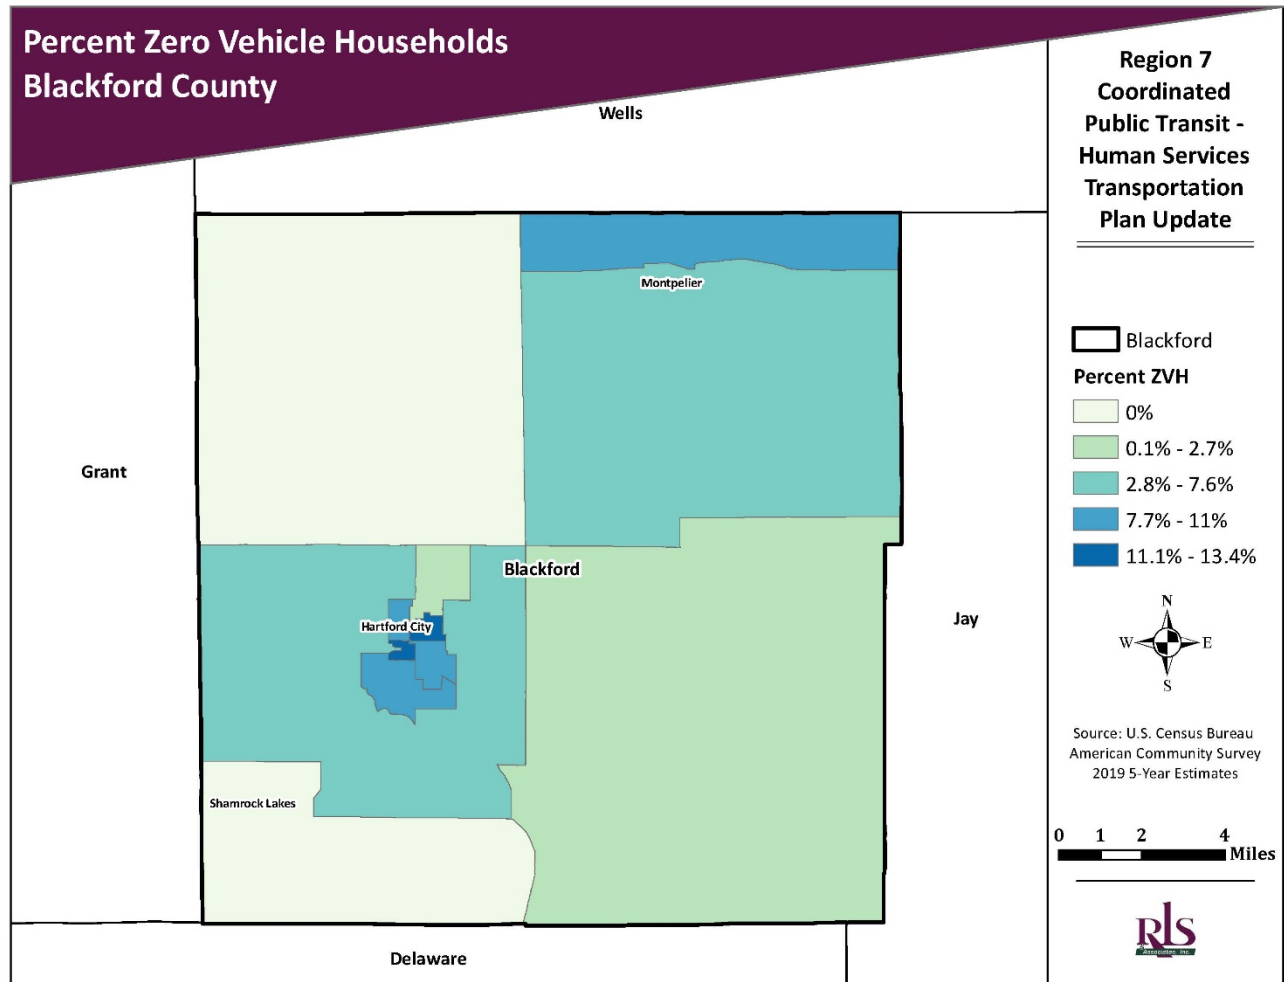 Percent Zero Vehicle Households
Blackford County
Wells
Montpelier
Grant
Blackford
Hartford City
Jay
Shamrock Lakes
Delaware
Region 7
Coordinated
Public Transit -
Human Services
Transportation
Plan Update
Blackford
Percent ZVH
0%
0.1% - 2.7%
2.8% - 7.6%
7.7% - 11%
11.1% - 13.4%
N
W E
S
Source: U.S. Census Bureau
American Community Survey
2019 5-Year Estimates
0 1 2 4
Miles
RLS
& Associates, Inc.